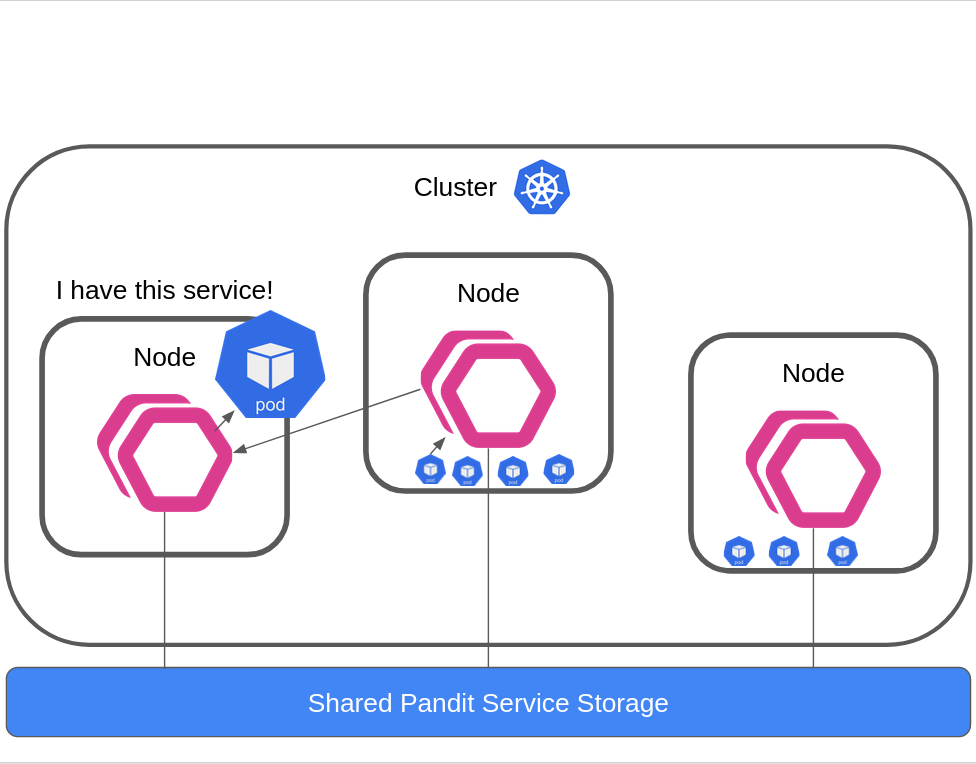 Cluster
I have this service!
Node
pod
Node
pod
pod
pod
pod
Node
pod
pod
pod
Shared Pandit Service Storage